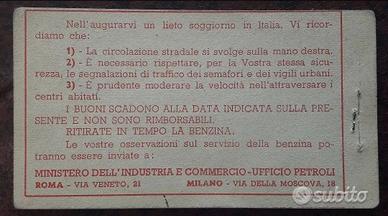 Nell'augurarvi un lieto soggiorno in Italia. Vi ricor-
diamo che:
1) - La circolazione stradale si svolge sulla mano destra.
2) - È necessario rispettare, per la Vostra stessa sicu-
rezza, le segnalazioni di traffico dei semafori e dei vigili urbani.
3) - È prudente moderare la velocità nell'attraversare i
centri abitati.
I BUONI SCADONO ALLA DATA INDICATA SULLA PRE-
SENTE E NON SONO RIMBORSABILI.
RITIRATE IN TEMPO LA BENZINA.
Le vostre osservazioni sul servizio della benzina po-
tranno essere inviate a:
MINISTERO DELL'INDUSTRIA E COMMERCIO - UFFICIO PETROLI
ROMA - VIA VENETO, 21 MILANO - VIA DELLA MOSCOVA, 18
subito